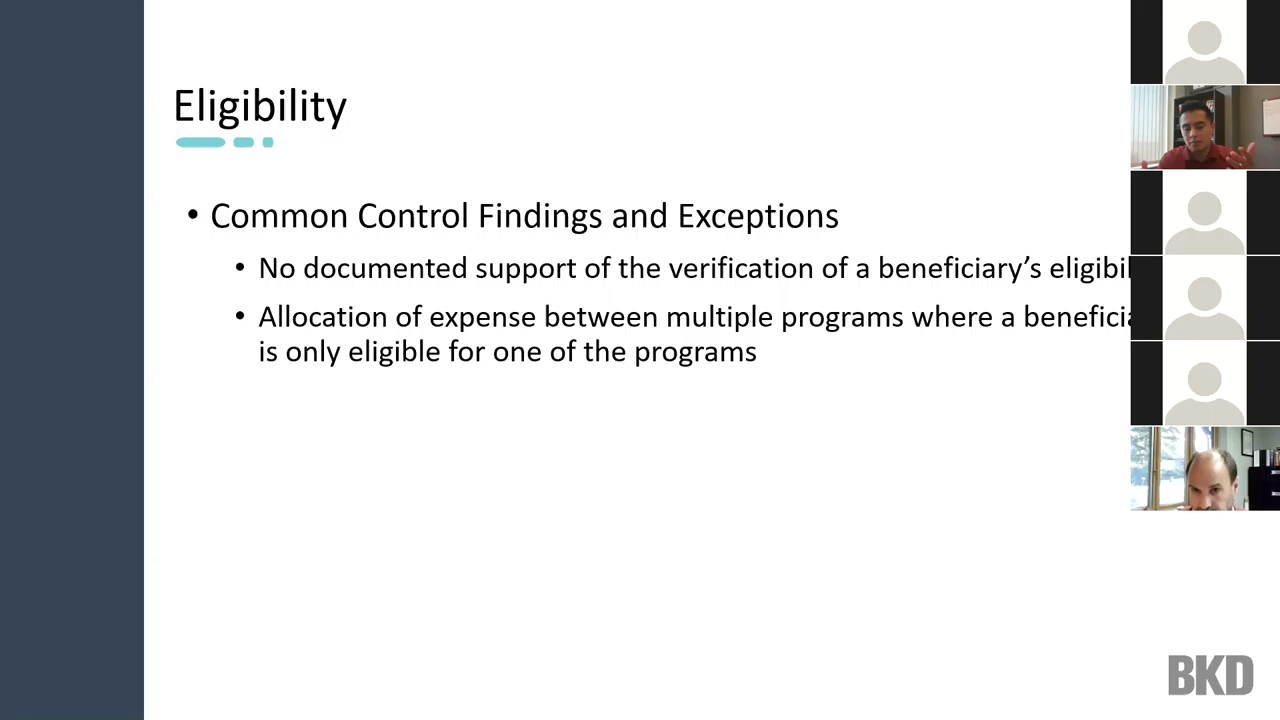 Eligibility
• Common Control Findings and Exceptions
• No documented support of the verification of a beneficiary's
• Allocation of expense between multiple programs where a
is only eligible for one of the programs
BKD